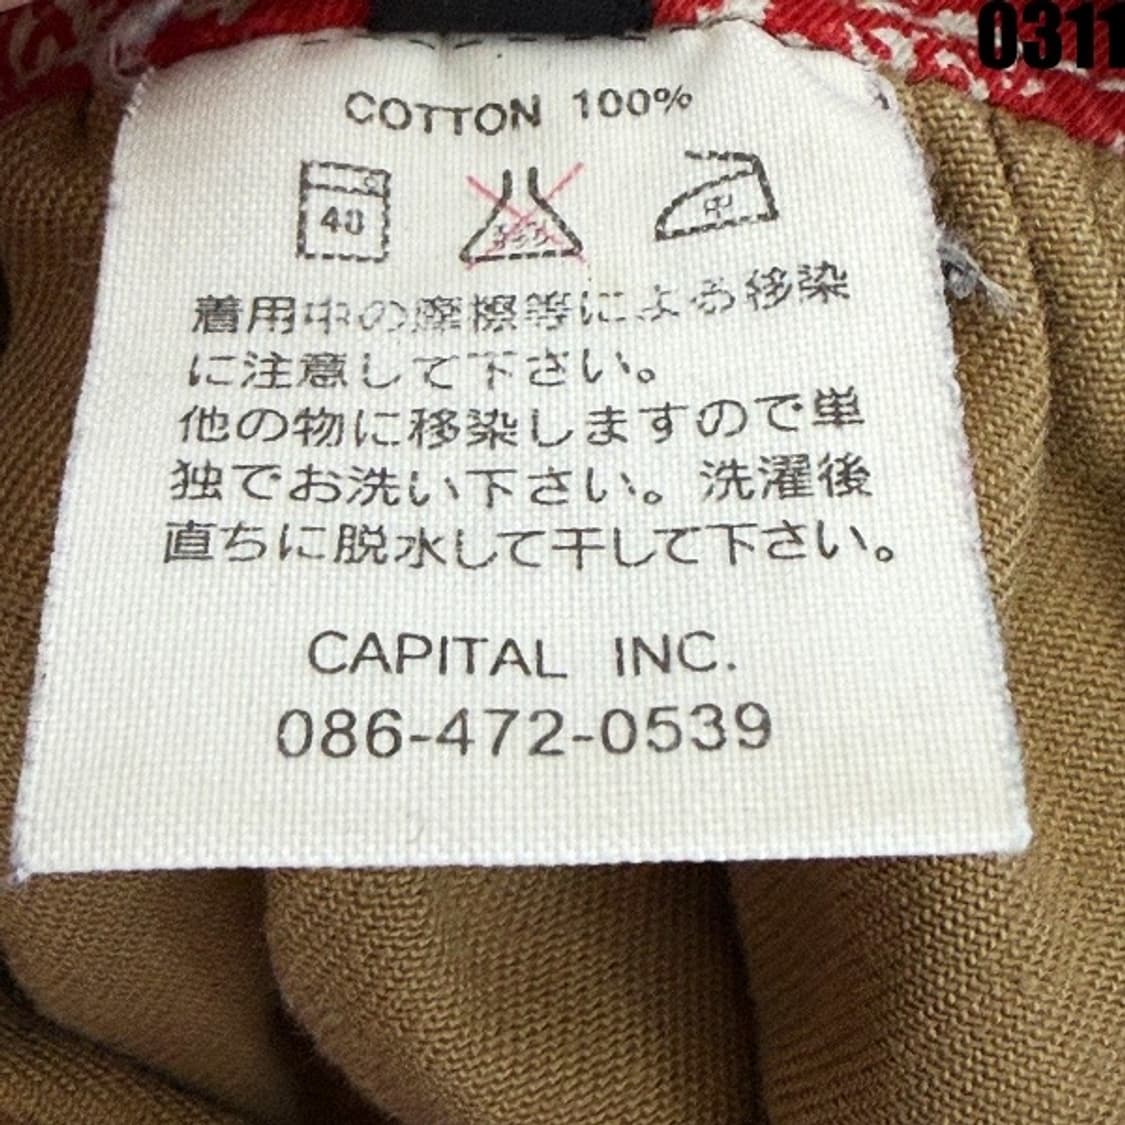 0311
COTTON 100%
40 中
着用中の摩擦等による移染
に注意して下さい。
他の物に移染しますので単
独でお洗い下さい。洗濯後
直ちに脱水して干して下さい。
CAPITAL INC.
086-472-0539